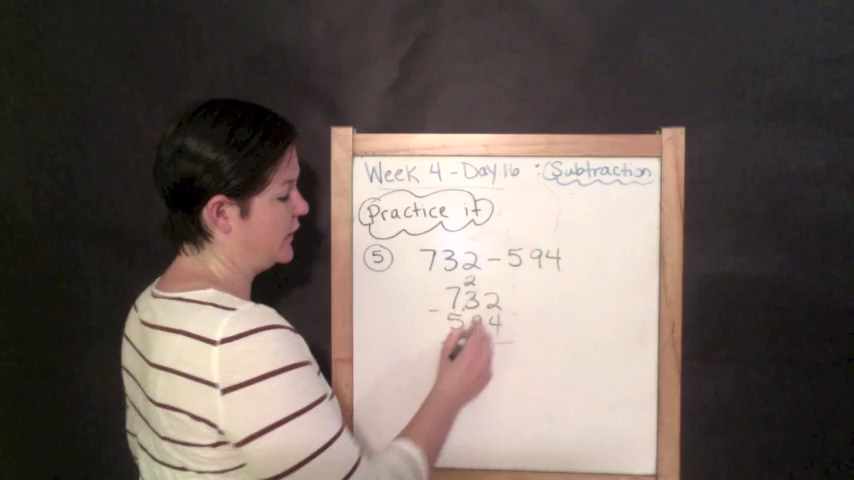 Week 4 - Day 16 : Subtraction
Practice it
5 732 - 594
2
732
- 594